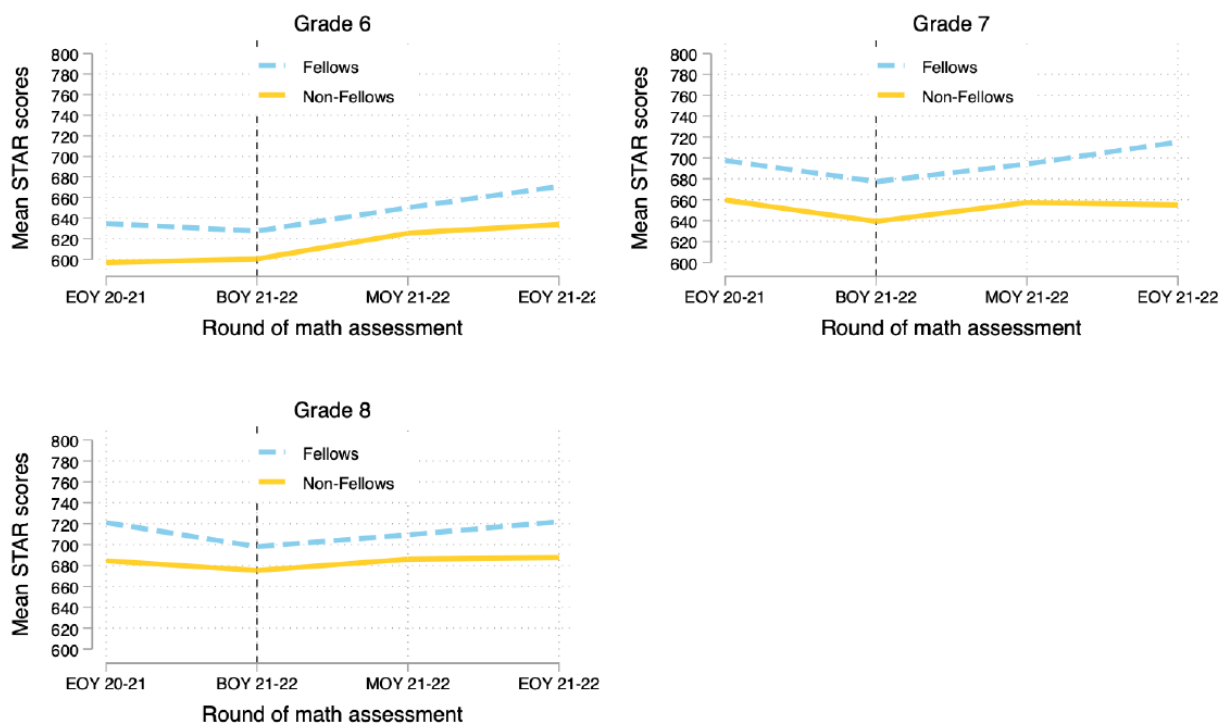 Grade 6
Mean STAR scores
800
780
760
740
720
700
680
660
640
620
600
Fellows
Non-Fellows
EOY 20-21 BOY 21-22 MOY 21-22 EOY 21-22
Round of math assessment
Grade 7
Mean STAR scores
800
780
760
740
720
700
680
660
640
620
600
Fellows
Non-Fellows
EOY 20-21 BOY 21-22 MOY 21-22 EOY 21-22
Round of math assessment
Grade 8
Mean STAR scores
800
780
760
740
720
700
680
660
640
620
600
Fellows
Non-Fellows
EOY 20-21 BOY 21-22 MOY 21-22 EOY 21-22
Round of math assessment